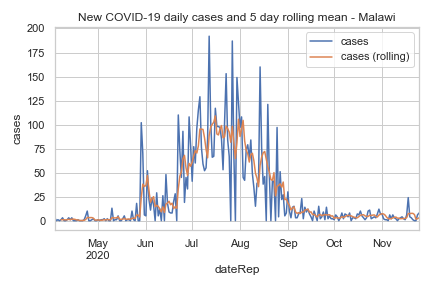 New COVID-19 daily cases and 5 day rolling mean - Malawi
200
175
150
125
100
75
50
25
0
cases
cases
cases (rolling)
May
2020
Jun
Jul
Aug
Sep
Oct
Nov
dateRep